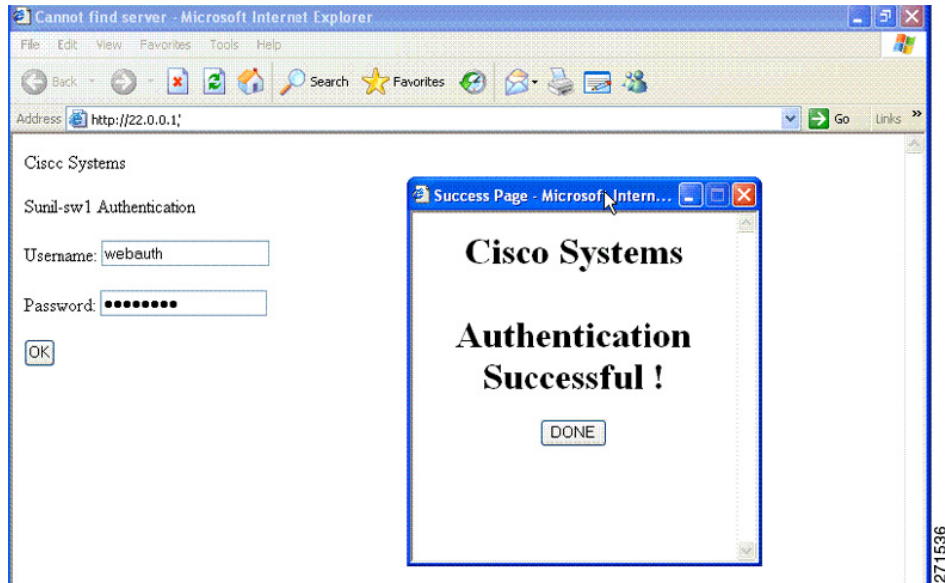 Cannot find server - Microsoft Internet Explorer
File Edit View Favorites Tools Help
Back Search Favorites
Address http://22.0.0.1; Go Links »
Ciscc Systems
Sunil-sw1 Authentication
Username: webauth
Password: ••••••••
OK
Success Page - Microsoft Intern...
Cisco Systems
Authentication
Successful !
DONE
271536